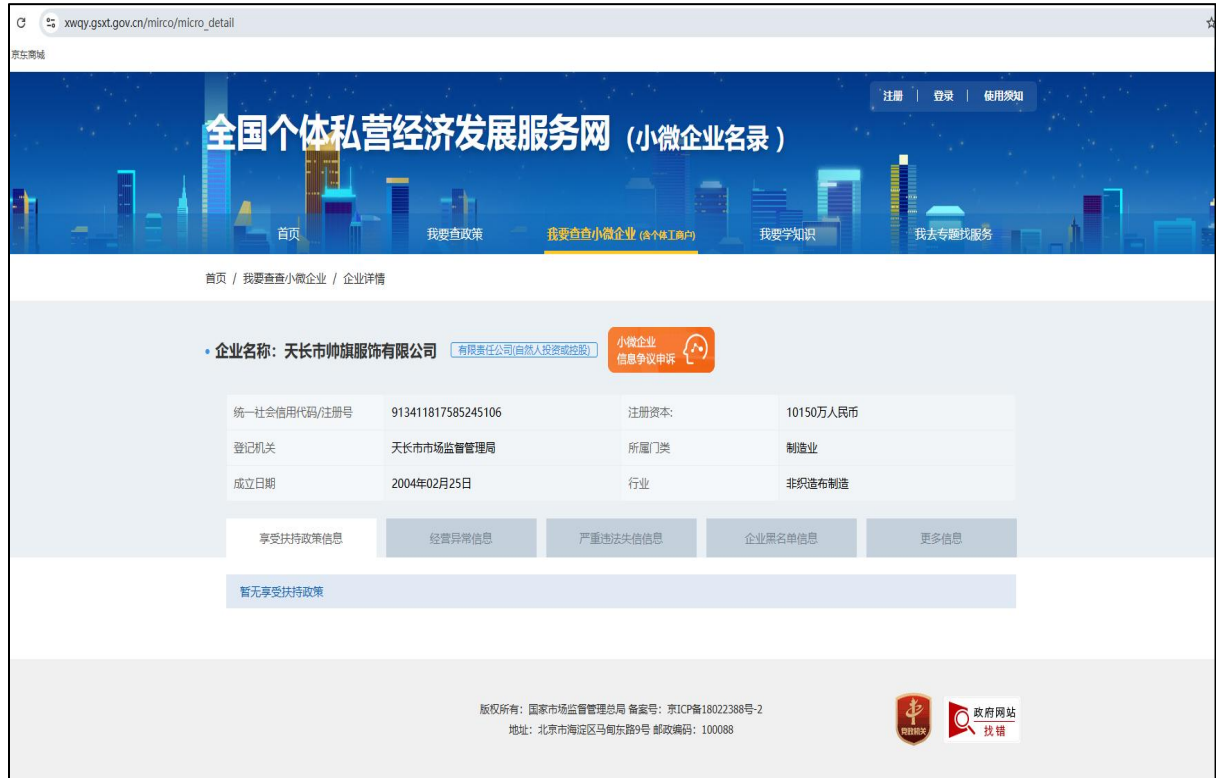 xwqy.gsxt.gov.cn/mirco/micro_detail
京东商城
注册 | 登录 | 使用须知
全国个体私营经济发展服务网（小微企业名录）
首页 我要查政策 我要查查小微企业 (含个体工商户) 我要学知识 我去专题找服务
首页 / 我要查查小微企业 / 企业详情
• 企业名称：天长市帅旗服饰有限公司 有限责任公司(自然人投资或控股) 小微企业
信息争议申诉
统一社会信用代码/注册号 913411817585245106 注册资本: 10150万人民币
登记机关 天长市市场监督管理局 所属门类 制造业
成立日期 2004年02月25日 行业 非织造布制造
享受扶持政策信息 经营异常信息 严重违法失信信息 企业黑名单信息 更多信息
暂无享受扶持政策
版权所有：国家市场监督管理总局 备案号：京ICP备18022388号-2
地址：北京市海淀区马甸东路9号 邮政编码：100088
党政机关
政府网站
找错